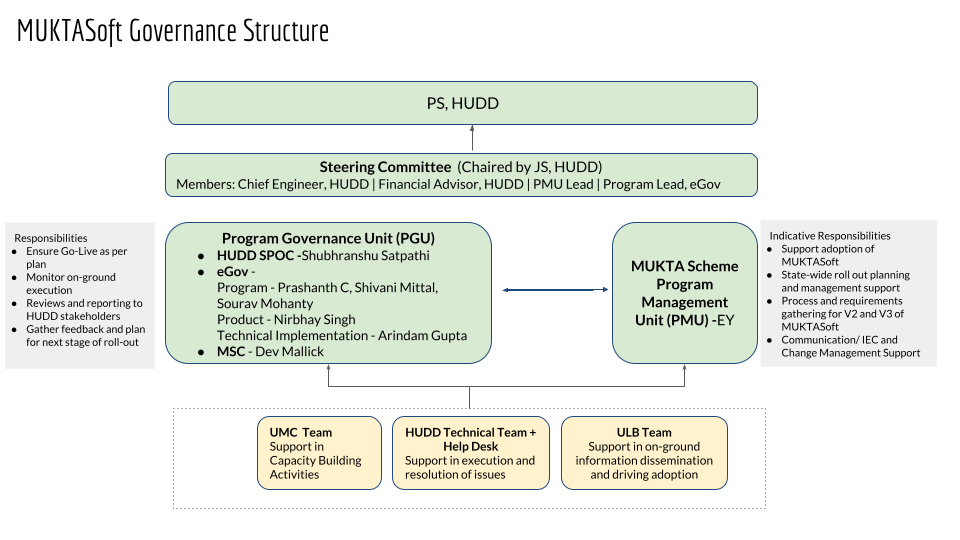 MUKTASoft Governance Structure
PS, HUDD
Steering Committee (Chaired by JS, HUDD)
Members: Chief Engineer, HUDD | Financial Advisor, HUDD | PMU Lead | Program Lead, eGov
Responsibilities
● Ensure Go-Live as per
plan
● Monitor on-ground
execution
● Reviews and reporting to
HUDD stakeholders
● Gather feedback and plan
for next stage of roll-out
Program Governance Unit (PGU)
● HUDD SPOC -Shubhranshu Satpathi
● eGov -
Program - Prashanth C, Shivani Mittal,
Sourav Mohanty
Product - Nirbhay Singh
Technical Implementation - Arindam Gupta
● MSC - Dev Mallick
MUKTA Scheme
Program
Management
Unit (PMU) -EY
Indicative Responsibilities
● Support adoption of
MUKTASoft
● State-wide roll out planning
and management support
● Process and requirements
gathering for V2 and V3 of
MUKTASoft
● Communication/ IEC and
Change Management Support
UMC Team
Support in
Capacity Building
Activities
HUDD Technical Team +
Help Desk
Support in execution and
resolution of issues
ULB Team
Support in on-ground
information dissemination
and driving adoption